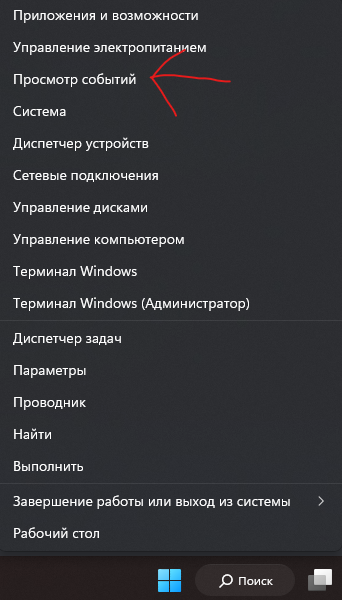 Приложения и возможности
Управление электропитанием
Просмотр событий
Система
Диспетчер устройств
Сетевые подключения
Управление дисками
Управление компьютером
Терминал Windows
Терминал Windows (Администратор)
Диспетчер задач
Параметры
Проводник
Найти
Выполнить
Завершение работы или выход из системы
Рабочий стол
Поиск